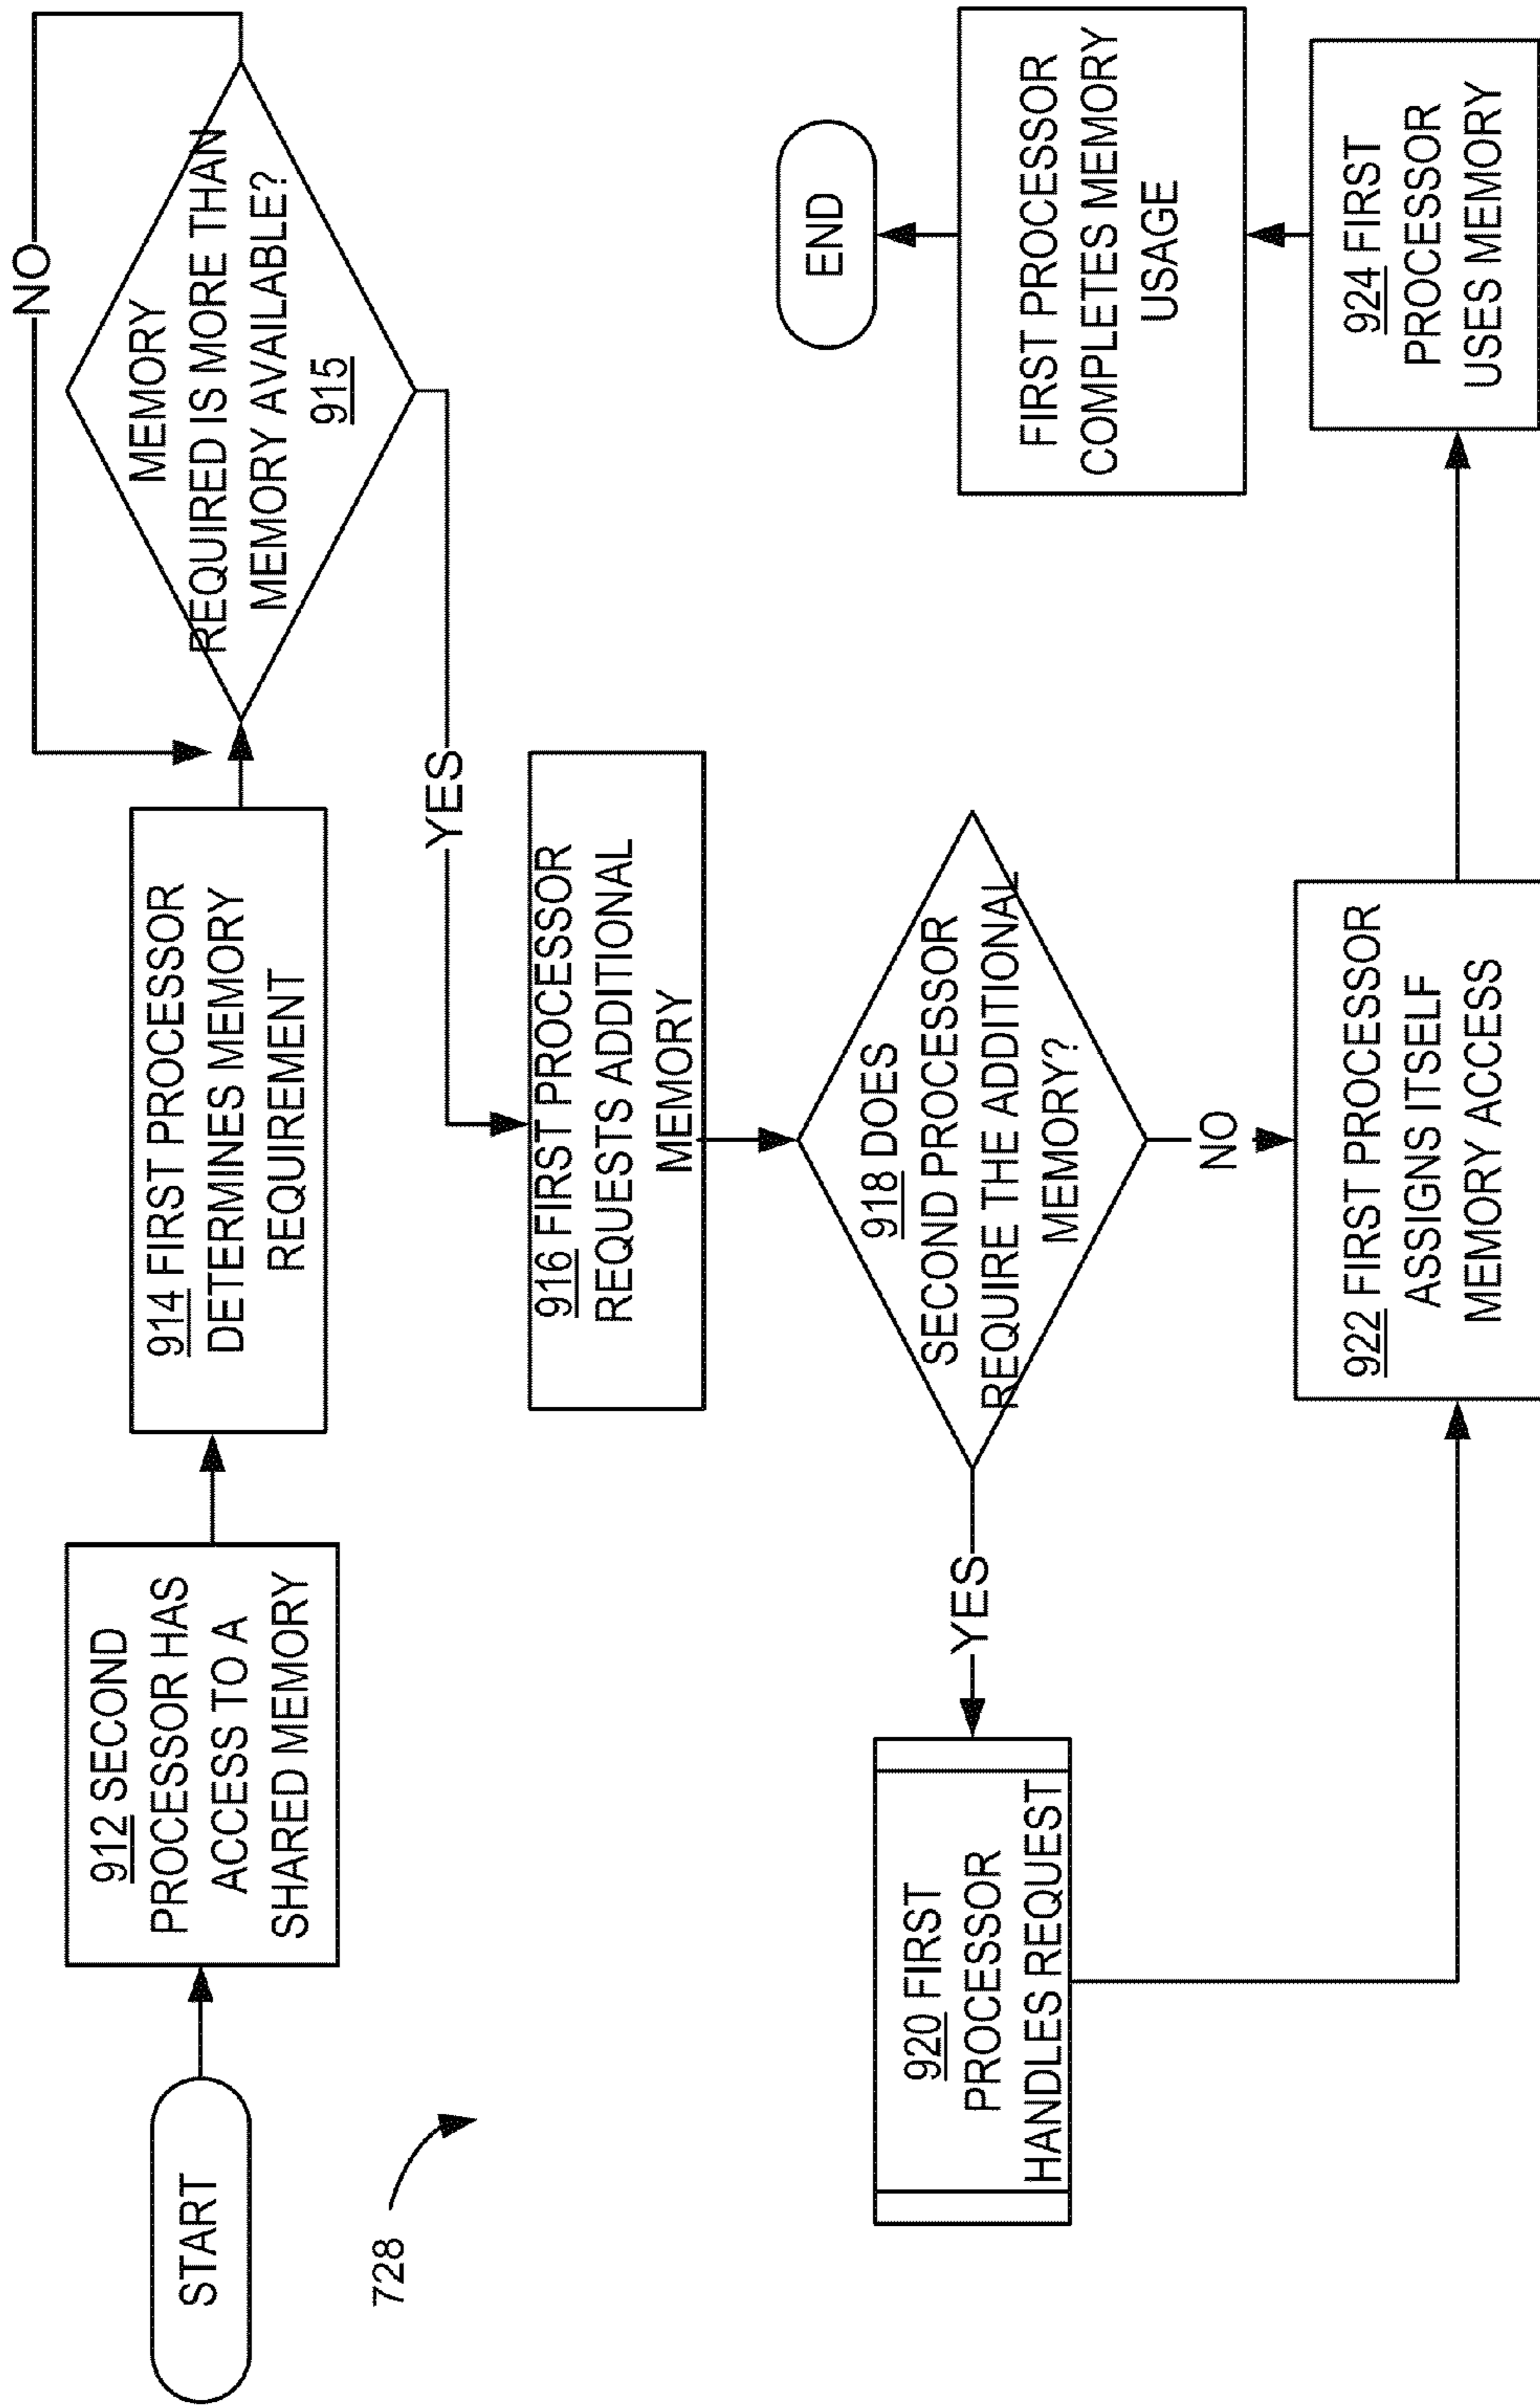 START
912 SECOND
PROCESSOR HAS
ACCESS TO A
SHARED MEMORY
914 FIRST PROCESSOR
DETERMINES MEMORY
REQUIREMENT
MEMORY
REQUIRED IS MORE THAN
MEMORY AVAILABLE?
915
NO
YES
728
916 FIRST PROCESSOR
REQUESTS ADDITIONAL
MEMORY
918 DOES
SECOND PROCESSOR
REQUIRE THE ADDITIONAL
MEMORY?
YES
NO
920 FIRST
PROCESSOR
HANDLES REQUEST
922 FIRST PROCESSOR
ASSIGNS ITSELF
MEMORY ACCESS
924 FIRST
PROCESSOR
USES MEMORY
FIRST PROCESSOR
COMPLETES MEMORY
USAGE
END